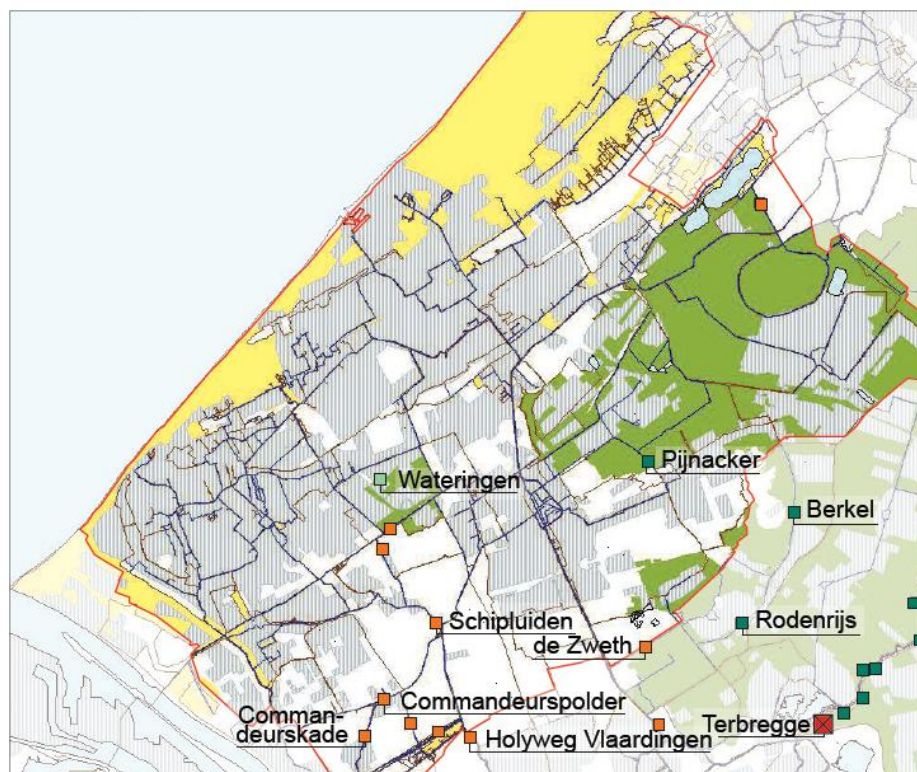 Pijnacker
Wateringen
Berkel
Schipluiden
Rodenrijs
de Zweth
Commandeurspolder
Comman-
deurskade
Holyweg Vlaardingen
Terbregge